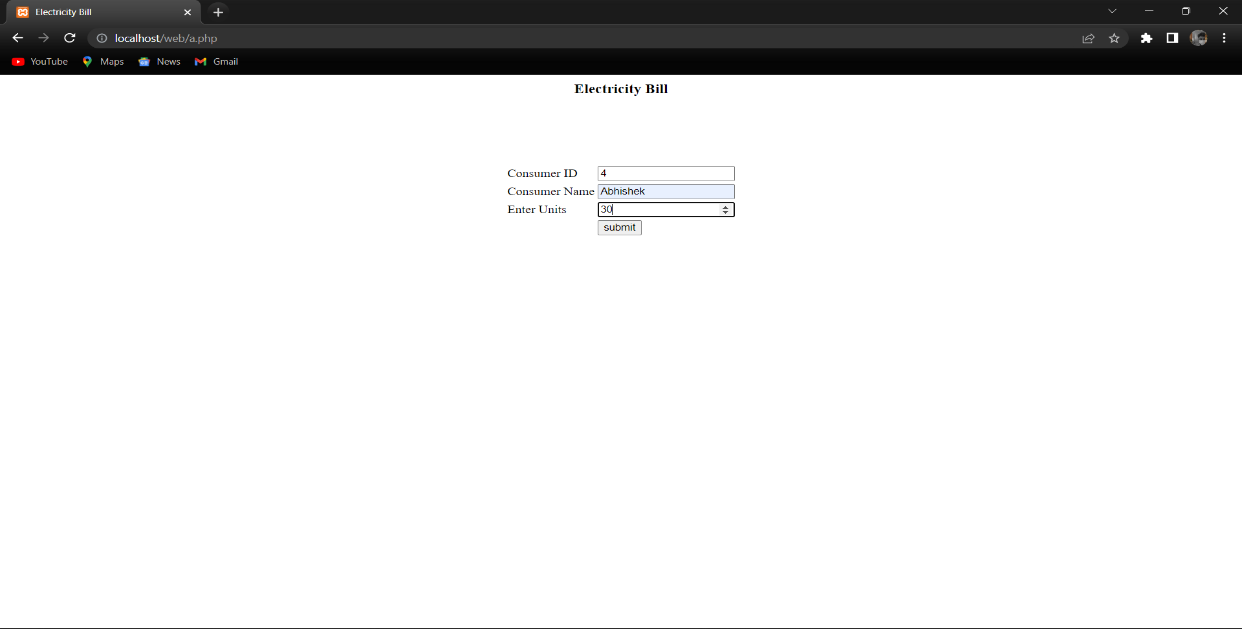 Electricity Bill
localhost/web/a.php
YouTube Maps News Gmail
Electricity Bill
Consumer ID 4
Consumer Name Abhishek
Enter Units 30
submit